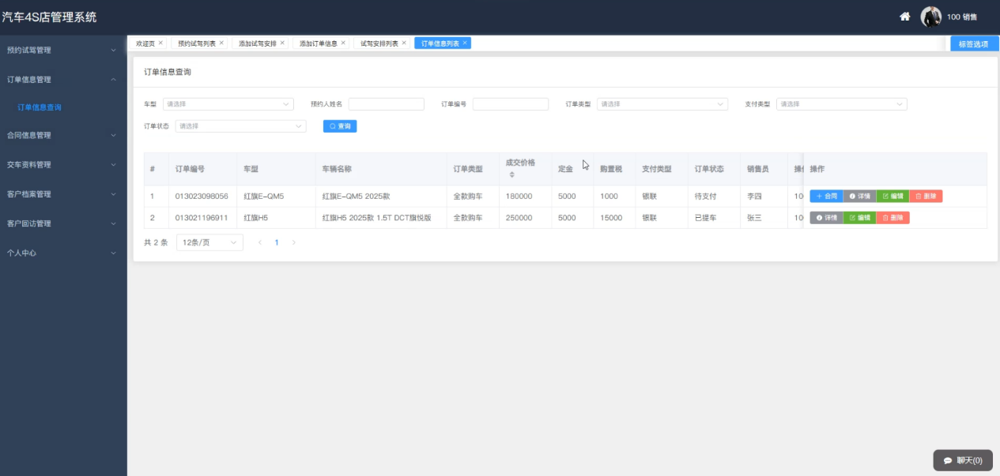 汽车4S店管理系统
100 销售
预约试驾管理
订单信息管理
订单信息查询
合同信息管理
交车资料管理
客户档案管理
客户回访管理
个人中心
欢迎页 × 预约试驾列表 × 添加试驾安排 × 添加订单信息 × 试驾安排列表 × 订单信息列表 × 标签选项
订单信息查询
车型 请选择 预约人姓名 订单编号 订单类型 请选择 支付类型 请选择
订单状态 请选择 查询
# 订单编号 车型 车辆名称 订单类型 成交价格 定金 购置税 支付类型 订单状态 销售员 操作
1 013023098056 红旗E-QM5 红旗E-QM5 2025款 全款购车 180000 5000 1000 银联 待支付 李四 10 + 合同 详情 编辑 删除
2 013021196911 红旗H5 红旗H5 2025款 1.5T DCT旗悦版 全款购车 250000 5000 15000 银联 已提车 张三 10 详情 编辑 删除
共 2 条 12条/页 < 1 >
聊天(0)